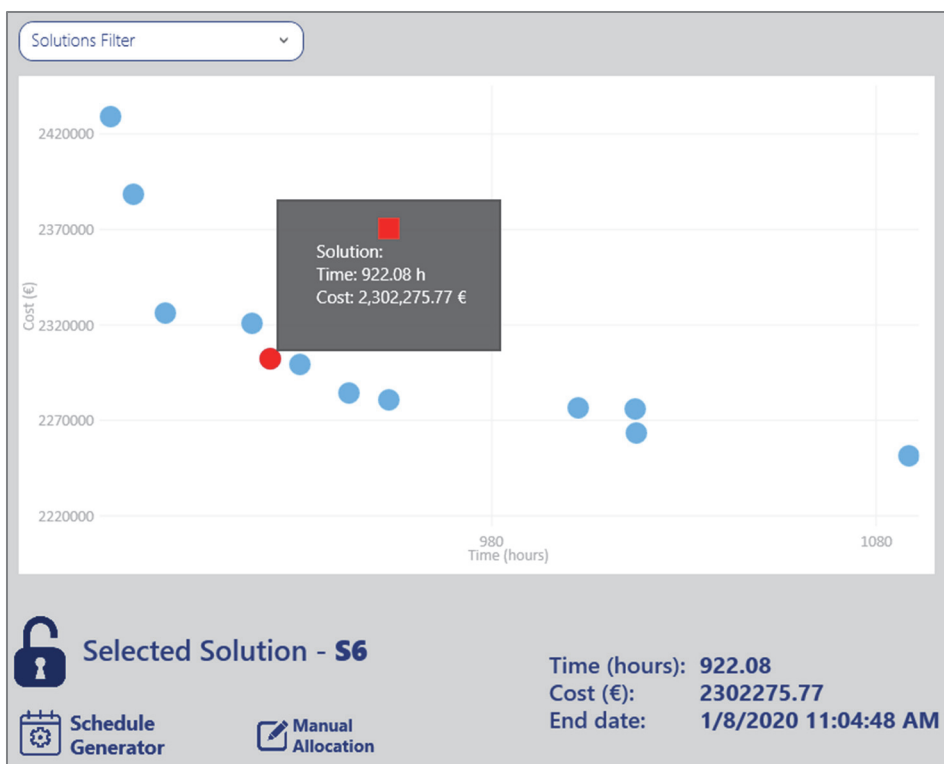 Solutions Filter
2420000
2370000
2320000
2270000
2220000
Cost (€)
Solution:
Time: 922.08 h
Cost: 2,302,275.77 €
980
1080
Time (hours)
Selected Solution - S6
Schedule
Generator
Manual
Allocation
Time (hours): 922.08
Cost (€): 2302275.77
End date: 1/8/2020 11:04:48 AM